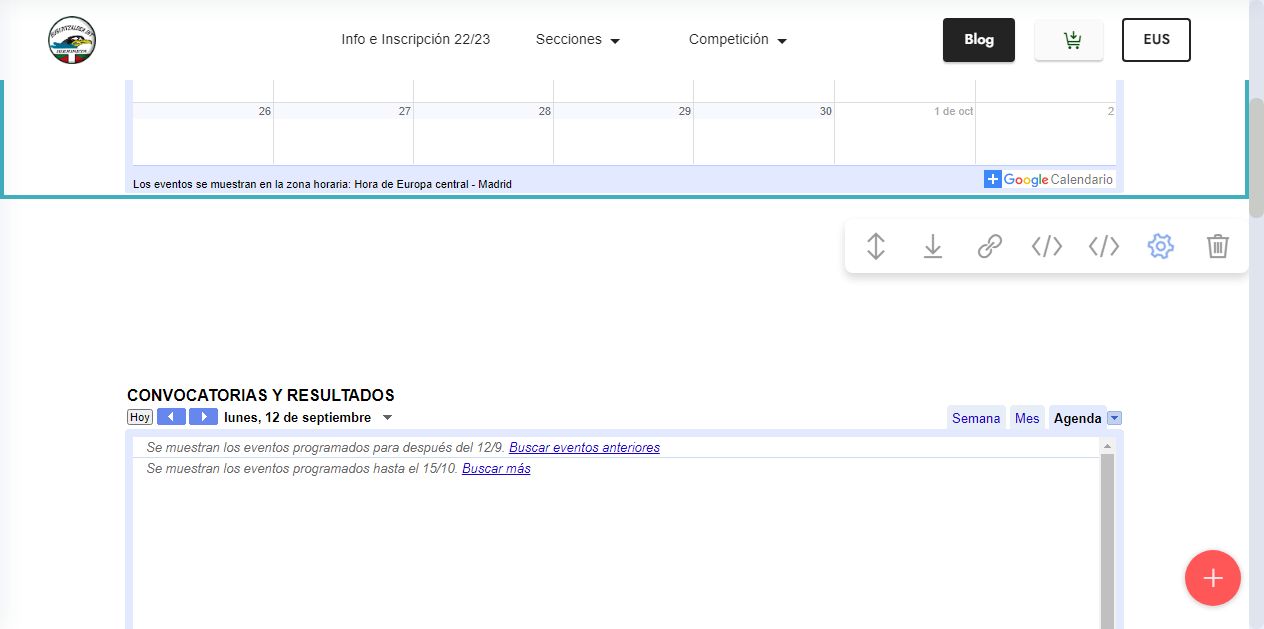 Info e Inscripción 22/23 Secciones Competición Blog EUS
26 27 28 29 30 1 de oct 2
Los eventos se muestran en la zona horaria: Hora de Europa central - Madrid
Google Calendario
CONVOCATORIAS Y RESULTADOS
Hoy lunes, 12 de septiembre Semana Mes Agenda
Se muestran los eventos programados para después del 12/9. Buscar eventos anteriores
Se muestran los eventos programados hasta el 15/10. Buscar más